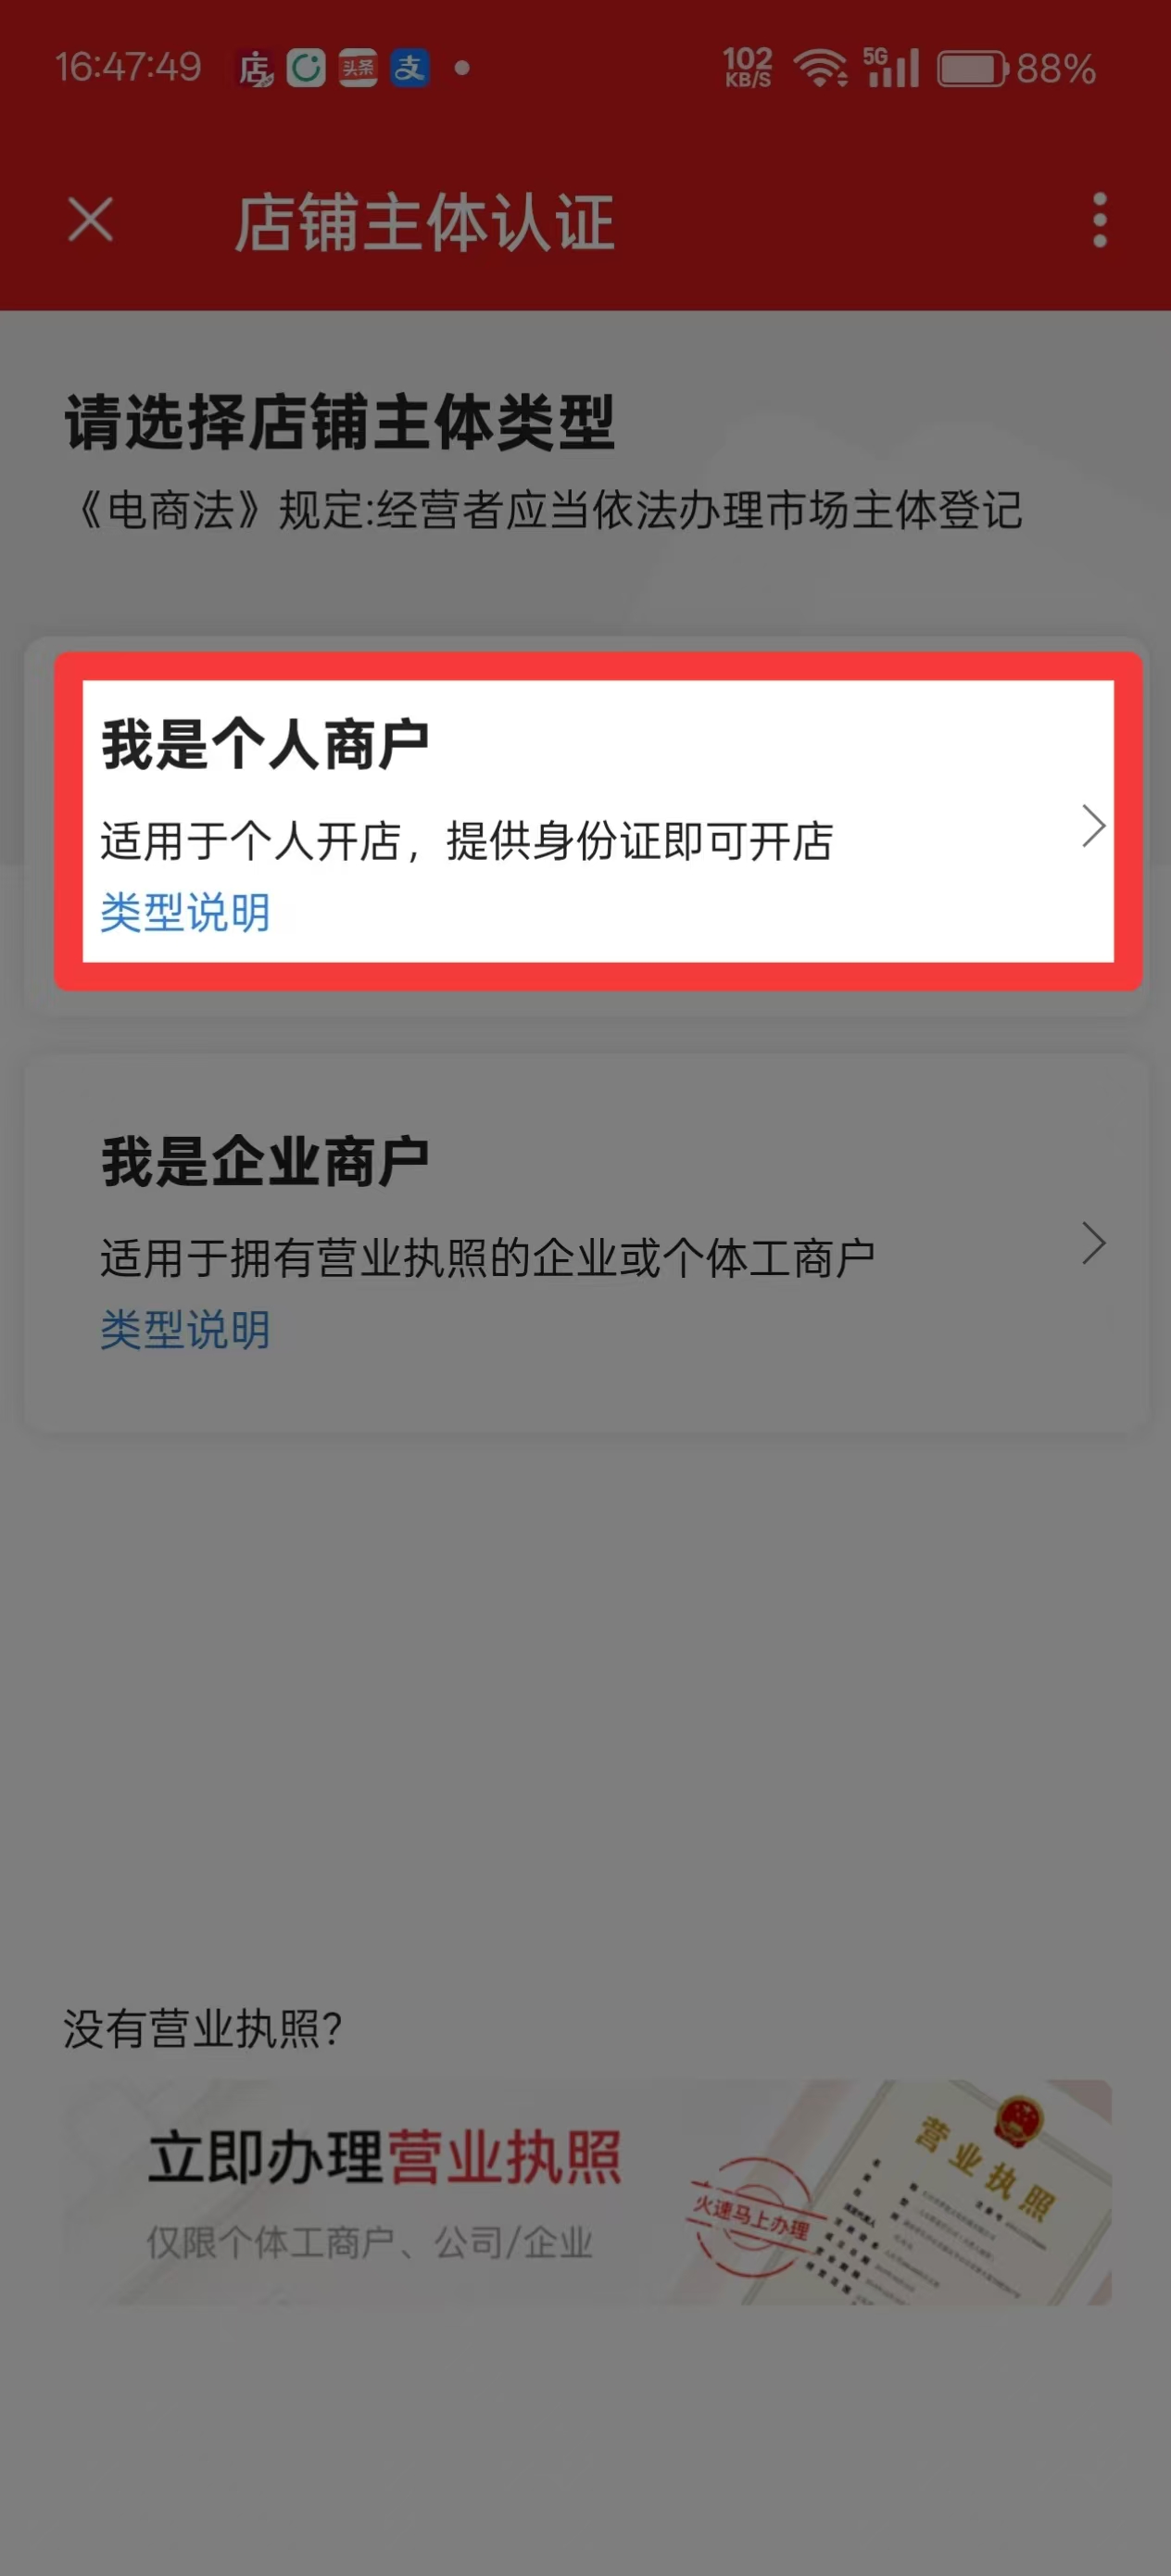 16:47:49 店 头条 支 102 KB/S 5G 88%
店铺主体认证
请选择店铺主体类型
《电商法》规定:经营者应当依法办理市场主体登记
我是个人商户
适用于个人开店，提供身份证即可开店
类型说明
我是企业商户
适用于拥有营业执照的企业或个体工商户
类型说明
没有营业执照?
立即办理营业执照
仅限个体工商户、公司/企业
火速马上办理
营业执照